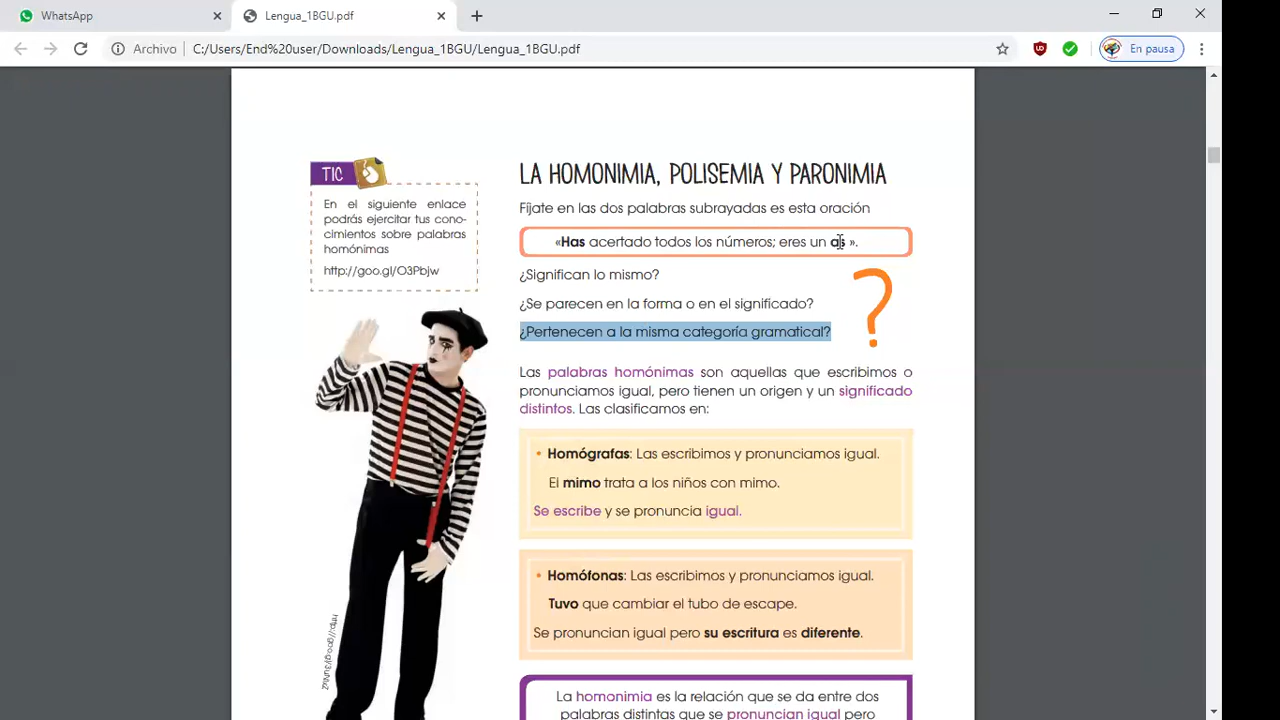 WhatsApp
Lengua_1BGU.pdf
Archivo
C:/Users/End%20user/Downloads/Lengua_1BGU/Lengua_1BGU.pdf
En pausa
TIC
En el siguiente enlace
podrás ejercitar tus cono-
cimientos sobre palabras
homónimas
http://goo.gl/O3Pbjw
LA HOMONIMIA, POLISEMIA Y PARONIMIA
Fíjate en las dos palabras subrayadas es esta oración
«Has acertado todos los números; eres un as ».
¿Significan lo mismo?
¿Se parecen en la forma o en el significado?
¿Pertenecen a la misma categoría gramatical?
?
Las palabras homónimas son aquellas que escribimos o
pronunciamos igual, pero tienen un origen y un significado
distintos. Las clasificamos en:
• Homógrafas: Las escribimos y pronunciamos igual.
El mimo trata a los niños con mimo.
Se escribe y se pronuncia igual.
• Homófonas: Las escribimos y pronunciamos igual.
Tuvo que cambiar el tubo de escape.
Se pronuncian igual pero su escritura es diferente.
La homonimia es la relación que se da entre dos
palabras distintas que se pronuncian igual pero